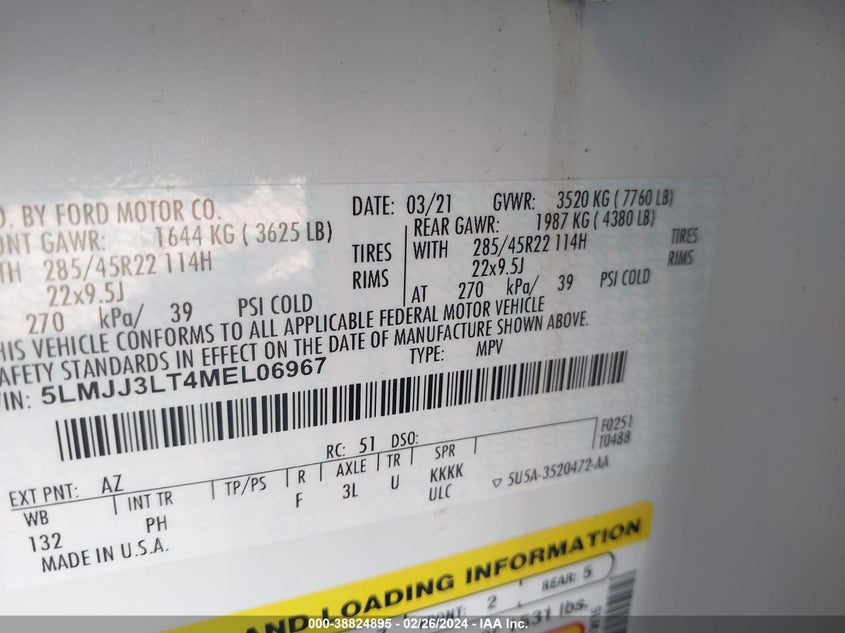 D. BY FORD MOTOR CO.
DATE: 03/21 GVWR: 3520 KG ( 7760 LB)
ONT GAWR: 1644 KG ( 3625 LB)
REAR GAWR: 1987 KG ( 4380 LB)
TH 285/45R22 114H TIRES
WITH 285/45R22 114H TIRES
22x9.5J RIMS
22x9.5J RIMS
270 kPa/ 39 PSI COLD
AT 270 kPa/ 39 PSI COLD
HIS VEHICLE CONFORMS TO ALL APPLICABLE FEDERAL MOTOR VEHICLE
AFETY STANDARDS IN EFFECT ON THE DATE OF MANUFACTURE SHOWN ABOVE.
VIN: 5LMJJ3LT4MEL06967 TYPE: MPV
F0251
T0488
EXT PNT: AZ RC: 51 DSO:
WB INT TR TP/PS R AXLE TR SPR
132 PH F 3L U KKKK
ULC
5U5A-3520472-AA
MADE IN U.S.A.
AND LOADING INFORMATION
2 REAR: 5
531 lbs.
000-38824895 - 02/26/2024 - IAA Inc.